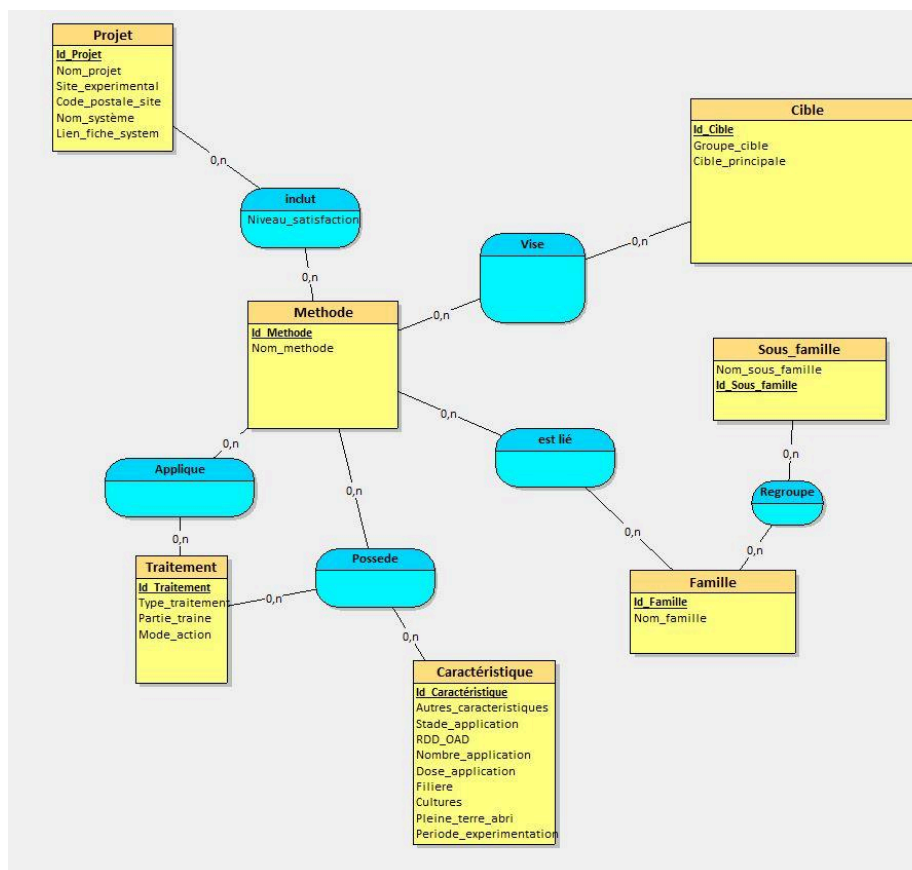 Projet
Id_Projet
Nom_projet
Site_experimental
Code_postale_site
Nom_système
Lien_fiche_system
0,n
inclut
Niveau_satisfaction
0,n
Cible
Id_Cible
Groupe_cible
Cible_principale
0,n
Vise
0,n
Methode
Id_Methode
Nom_methode
Sous_famille
Nom_sous_famille
Id_Sous_famille
0,n
est lié
0,n
Regroupe
0,n
0,n
Famille
Id_Famille
Nom_famille
0,n
Applique
0,n
0,n
Possede
Traitement
Id_Traitement
Type_traitement
Partie_traine
Mode_action
0,n
0,n
Caractéristique
Id_Caractéristique
Autres_caracteristiques
Stade_application
RDD_OAD
Nombre_application
Dose_application
Filiere
Cultures
Pleine_terre_abri
Periode_experimentation